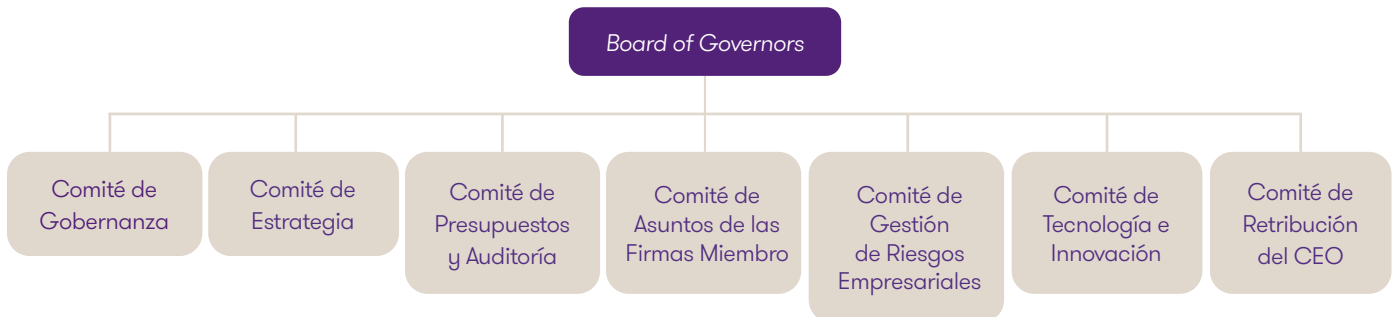 Board of Governors
Comité de
Gobernanza
Comité de
Estrategia
Comité de
Presupuestos
y Auditoría
Comité de
Asuntos de las
Firmas Miembro
Comité de
Gestión
de Riesgos
Empresariales
Comité de
Tecnología e
Innovación
Comité de
Retribución
del CEO